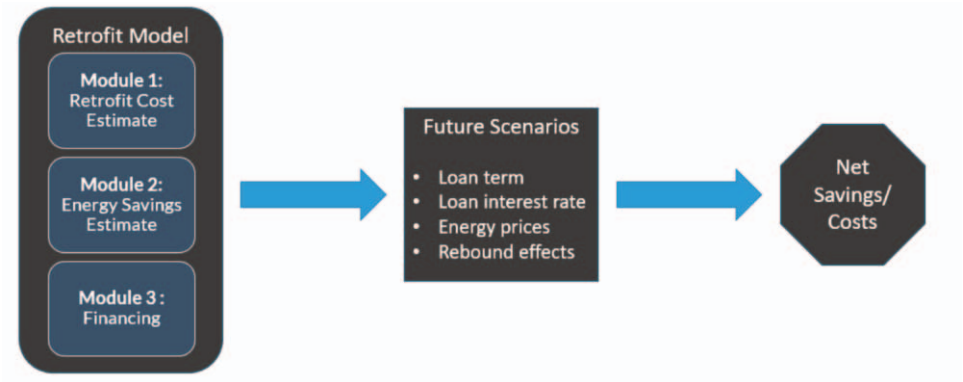 Retrofit Model
Module 1:
Retrofit Cost
Estimate
Module 2:
Energy Savings
Estimate
Module 3 :
Financing
Future Scenarios
• Loan term
• Loan interest rate
• Energy prices
• Rebound effects
Net
Savings/
Costs